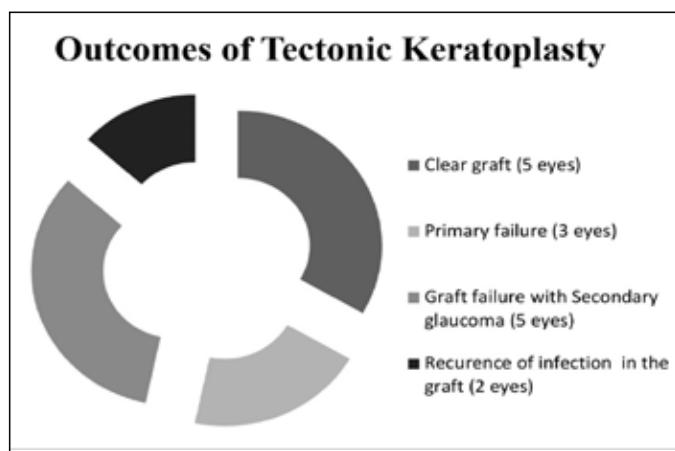 Outcomes of Tectonic Keratoplasty
Clear graft (5 eyes)
Primary failure (3 eyes)
Graft failure with Secondary
glaucoma (5 eyes)
Recurence of infection in the
graft (2 eyes)